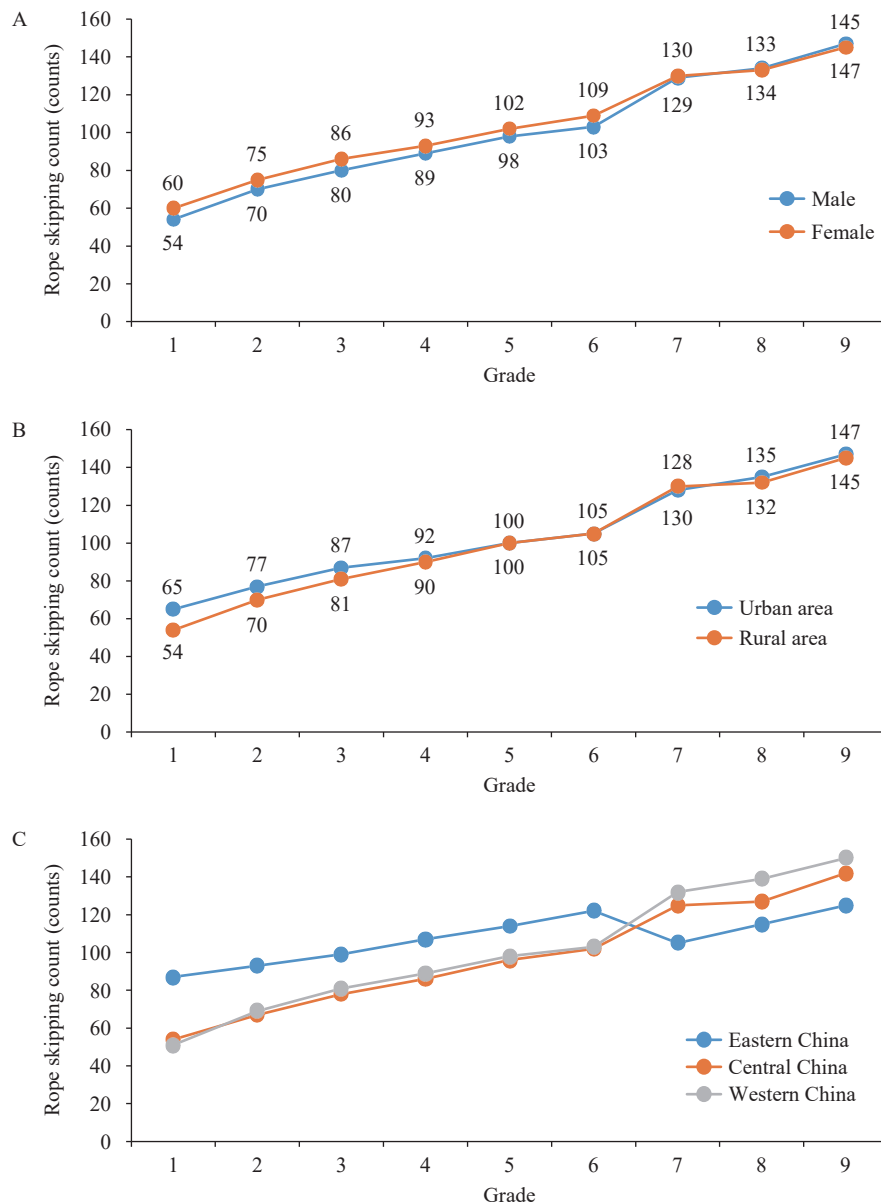 A
Rope skipping count (counts)
160
140
120
100
80
60
40
20
0
60 75 86 93 102 109 130 133 145
54 70 80 89 98 103 129 134 147
Male
Female
1 2 3 4 5 6 7 8 9
Grade
B
Rope skipping count (counts)
160
140
120
100
80
60
40
20
0
65 77 87 92 100 105 128 135 147
54 70 81 90 100 105 130 132 145
Urban area
Rural area
1 2 3 4 5 6 7 8 9
Grade
C
Rope skipping count (counts)
160
140
120
100
80
60
40
20
0
Eastern China
Central China
Western China
1 2 3 4 5 6 7 8 9
Grade